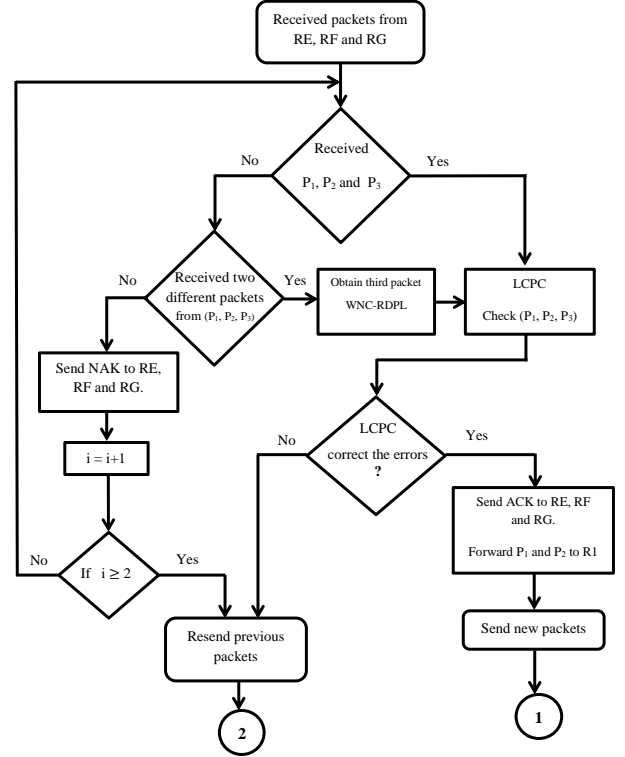 Received packets from
RE, RF and RG
Received
P₁, P₂ and P₃
No
Yes
Received two
different packets
from (P₁, P₂, P₃)
No
Yes
Obtain third packet
WNC-RDPL
LCPC
Check (P₁, P₂, P₃)
Send NAK to RE,
RF and RG.
i = i+1
If i ≥ 2
No
Yes
LCPC
correct the errors
?
No
Yes
Send ACK to RE, RF
and RG.
Forward P₁ and P₂ to R1
Resend previous
packets
Send new packets
2
1